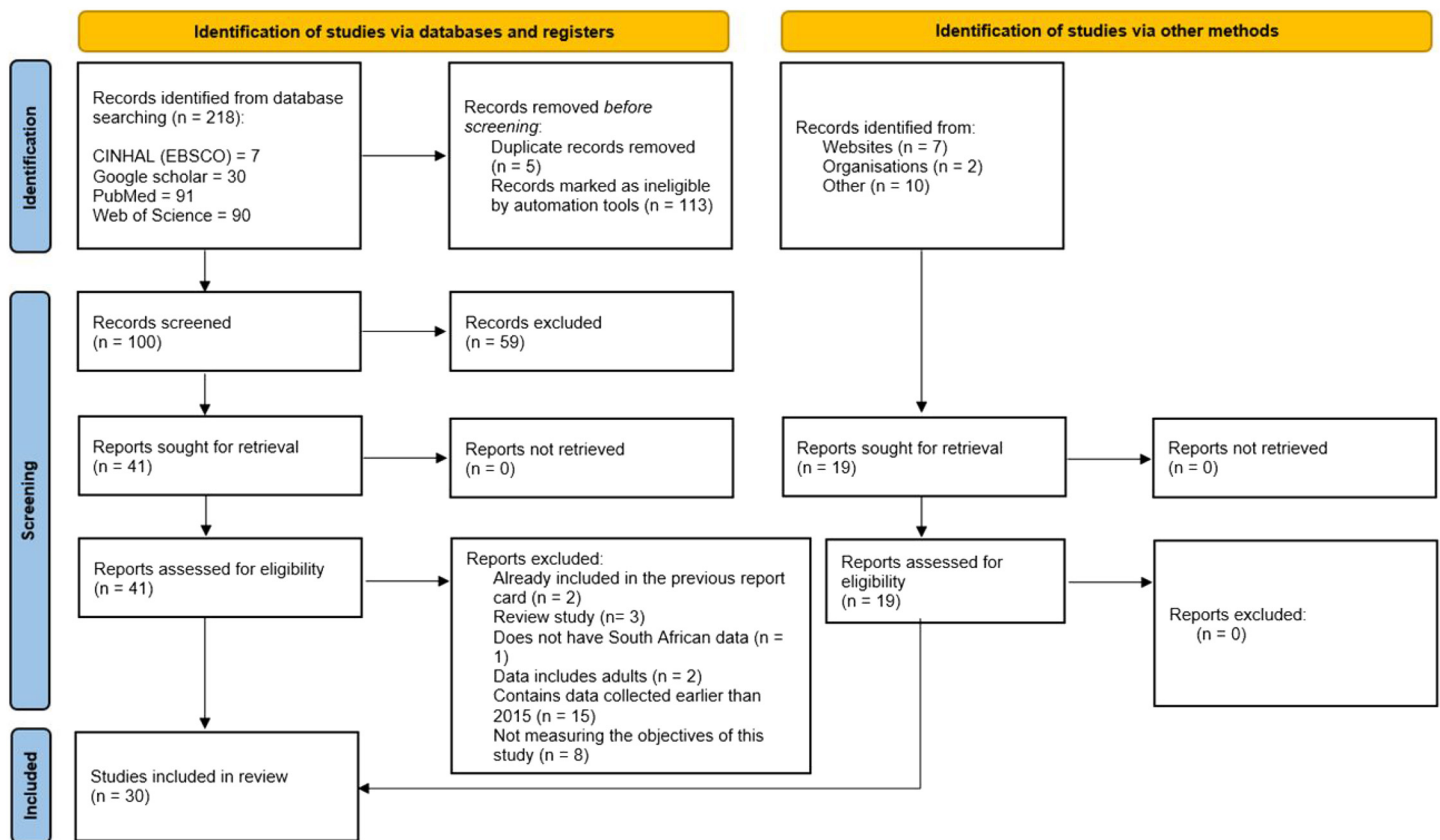 Identification of studies via databases and registers
Identification of studies via other methods
Identification
Records identified from database
searching (n = 218):
CINHAL (EBSCO) = 7
Google scholar = 30
PubMed = 91
Web of Science = 90
Records removed before
screening:
Duplicate records removed
(n = 5)
Records marked as ineligible
by automation tools (n = 113)
Records identified from:
Websites (n = 7)
Organisations (n = 2)
Other (n = 10)
Screening
Records screened
(n = 100)
Records excluded
(n = 59)
Reports sought for retrieval
(n = 41)
Reports not retrieved
(n = 0)
Reports sought for retrieval
(n = 19)
Reports not retrieved
(n = 0)
Reports assessed for eligibility
(n = 41)
Reports excluded:
Already included in the previous report
card (n = 2)
Review study (n= 3)
Does not have South African data (n =
1)
Data includes adults (n = 2)
Contains data collected earlier than
2015 (n = 15)
Not measuring the objectives of this
study (n = 8)
Reports assessed for
eligibility
(n = 19)
Reports excluded:
(n = 0)
Included
Studies included in review
(n = 30)